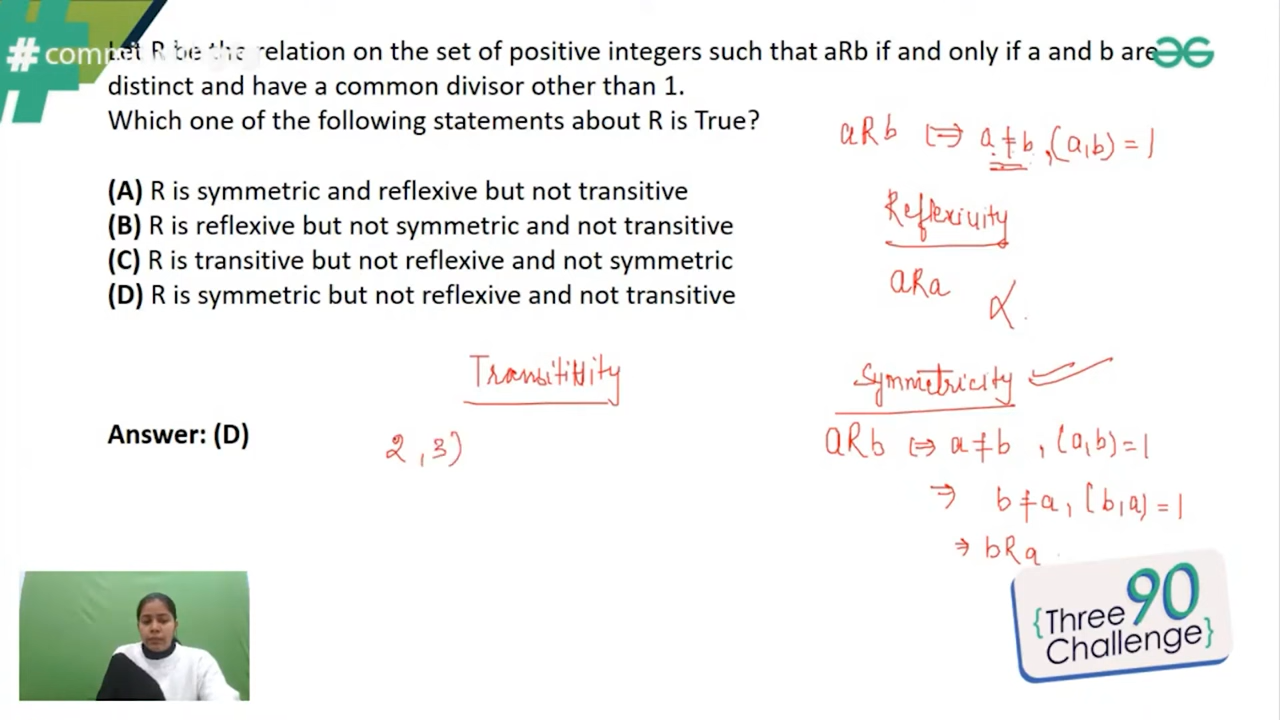 #comm
Let R be the relation on the set of positive integers such that aRb if and only if a and b are
distinct and have a common divisor other than 1.
Which one of the following statements about R is True?
(A) R is symmetric and reflexive but not transitive
(B) R is reflexive but not symmetric and not transitive
(C) R is transitive but not reflexive and not symmetric
(D) R is symmetric but not reflexive and not transitive
Answer: (D)
aRb ⟺ a ≠ b , (a,b) = 1
Reflexivity
aRa
Transitivity
2 , 3)
Symmetricity ✓
aRb ⟺ a ≠ b , (a,b) = 1
⇒ b ≠ a, (b,a) = 1
⇒ bRa
{Three 90
Challenge}